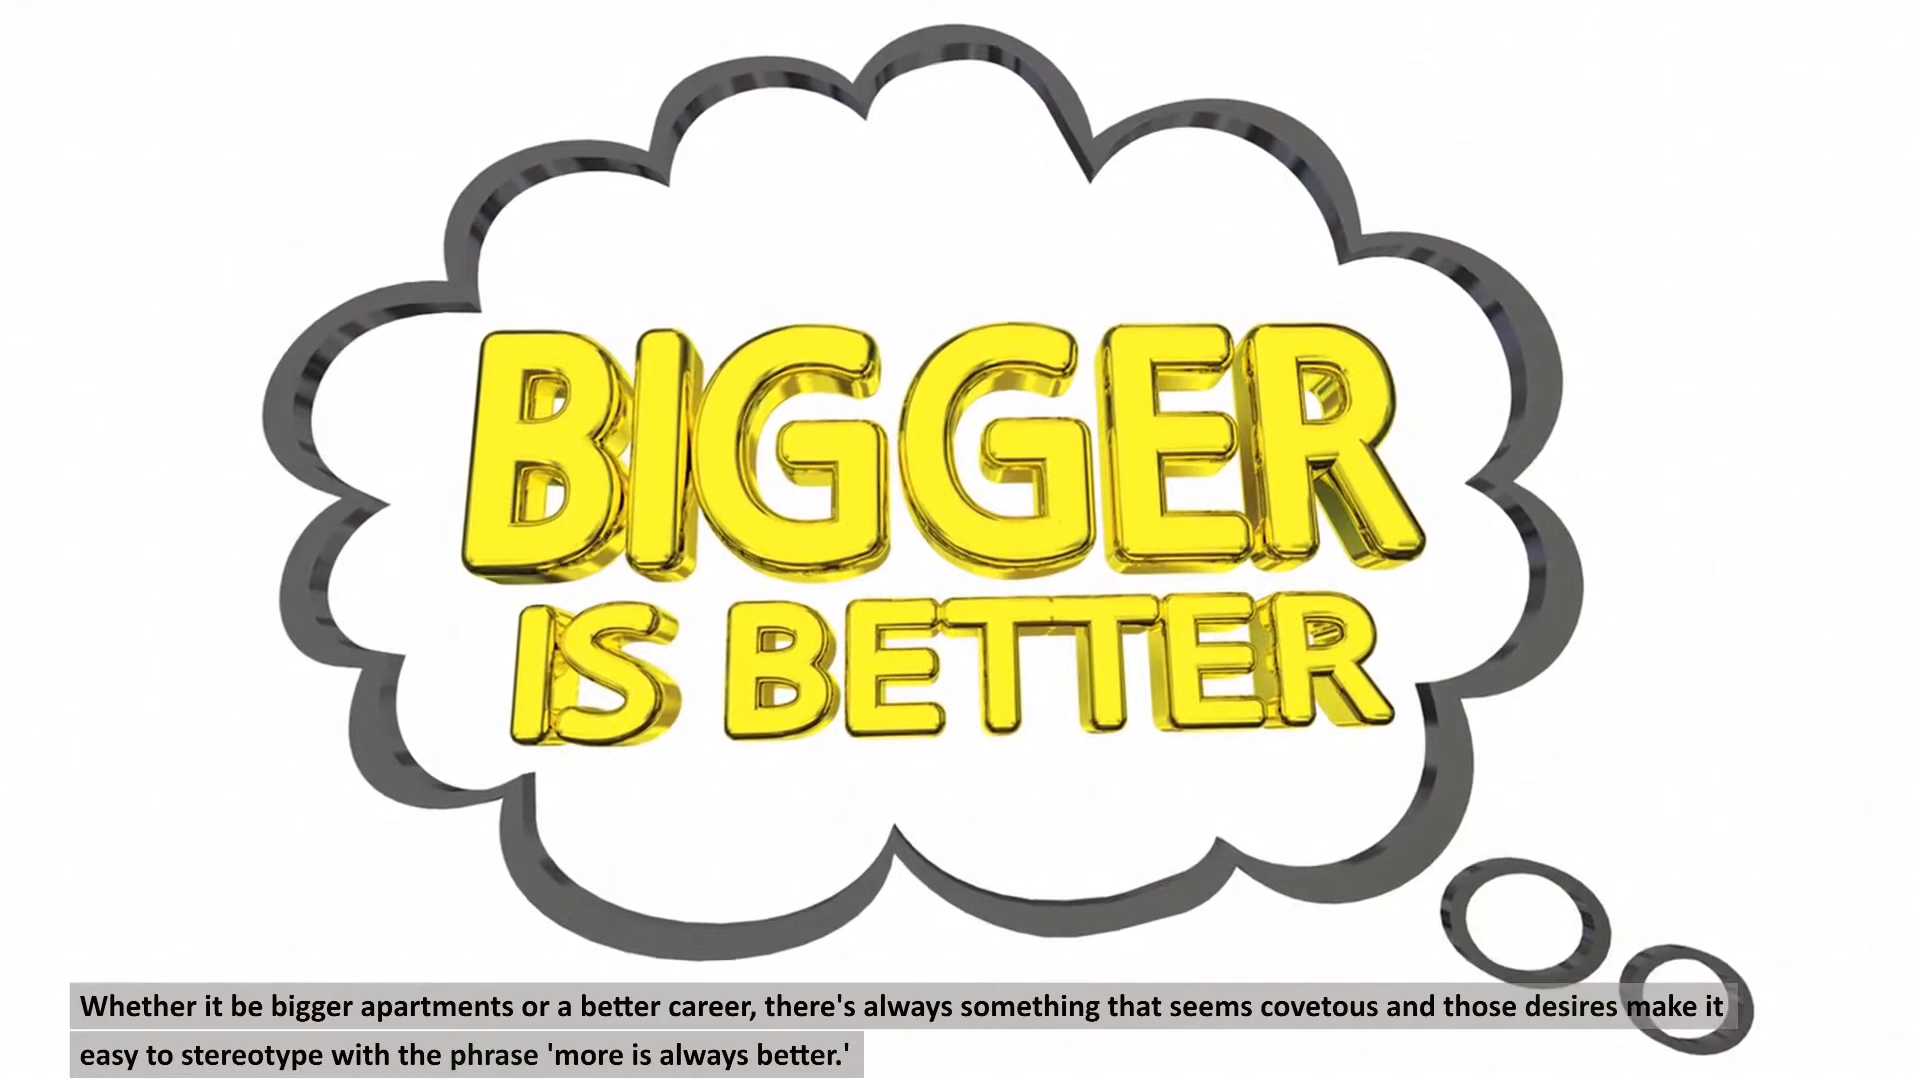 BIGGER
IS BETTER
Whether it be bigger apartments or a better career, there's always something that seems covetous and those desires make it
easy to stereotype with the phrase 'more is always better.'